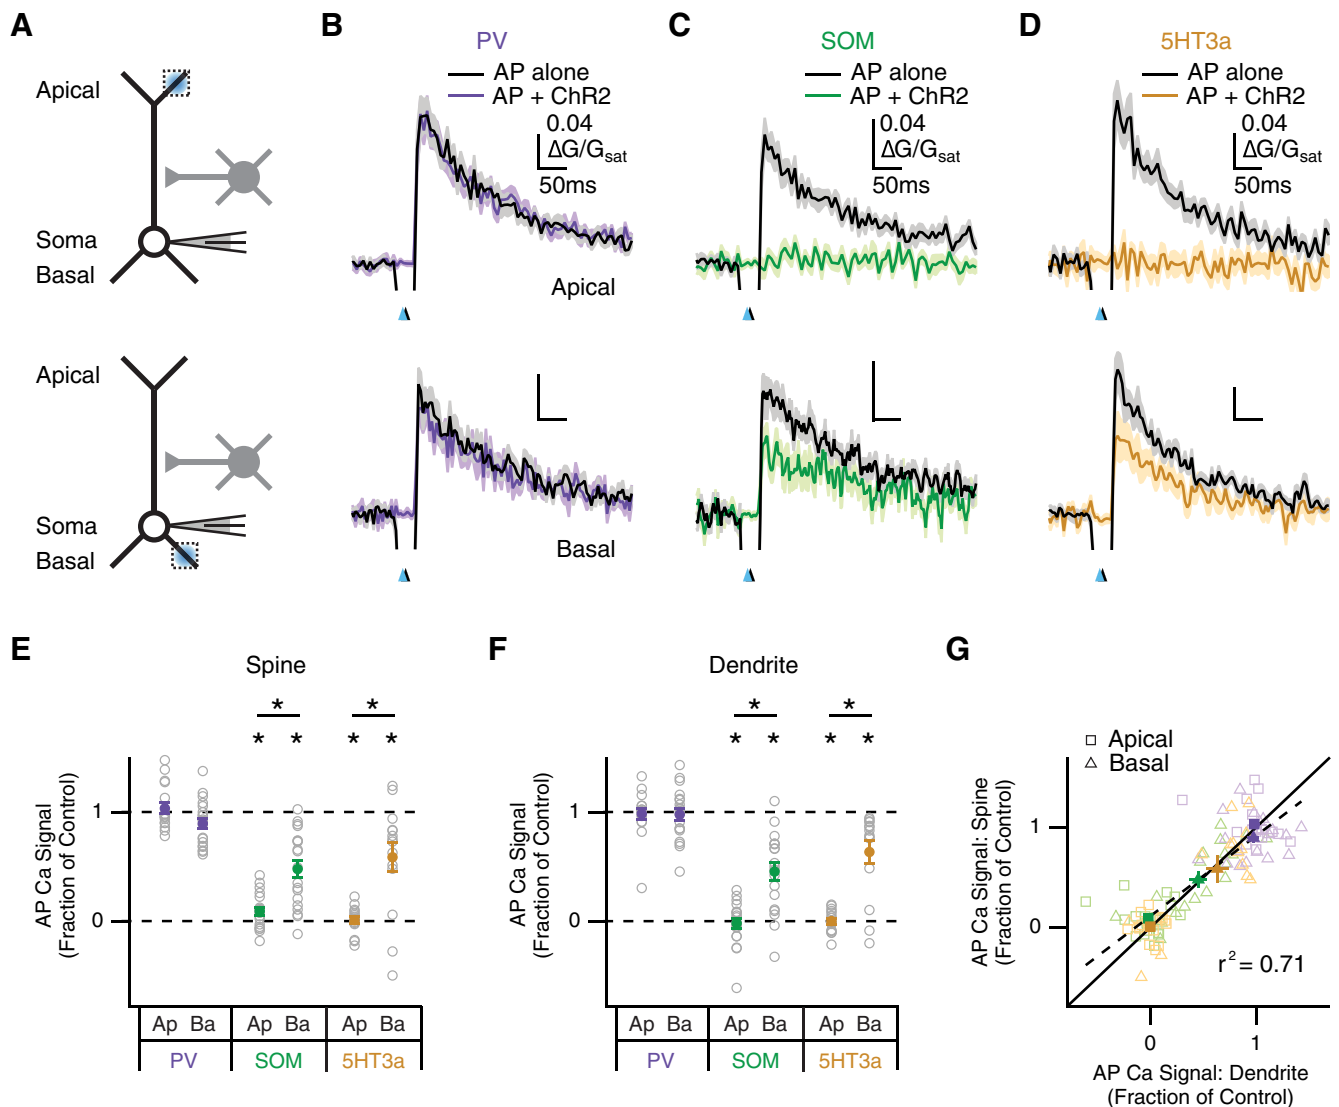 A
Apical
Soma
Basal
Apical
Soma
Basal
B
PV
AP alone
AP + ChR2
0.04
ΔG/Gsat
50ms
Apical
Basal
C
SOM
AP alone
AP + ChR2
0.04
ΔG/Gsat
50ms
D
5HT3a
AP alone
AP + ChR2
0.04
ΔG/Gsat
50ms
E
Spine
* *
* * * *
AP Ca Signal
(Fraction of Control)
1
0
Ap Ba Ap Ba Ap Ba
PV SOM 5HT3a
F
Dendrite
* *
* * * *
AP Ca Signal
(Fraction of Control)
1
0
Ap Ba Ap Ba Ap Ba
PV SOM 5HT3a
G
Apical
Basal
AP Ca Signal: Spine
(Fraction of Control)
1
0
r² = 0.71
0 1
AP Ca Signal: Dendrite
(Fraction of Control)